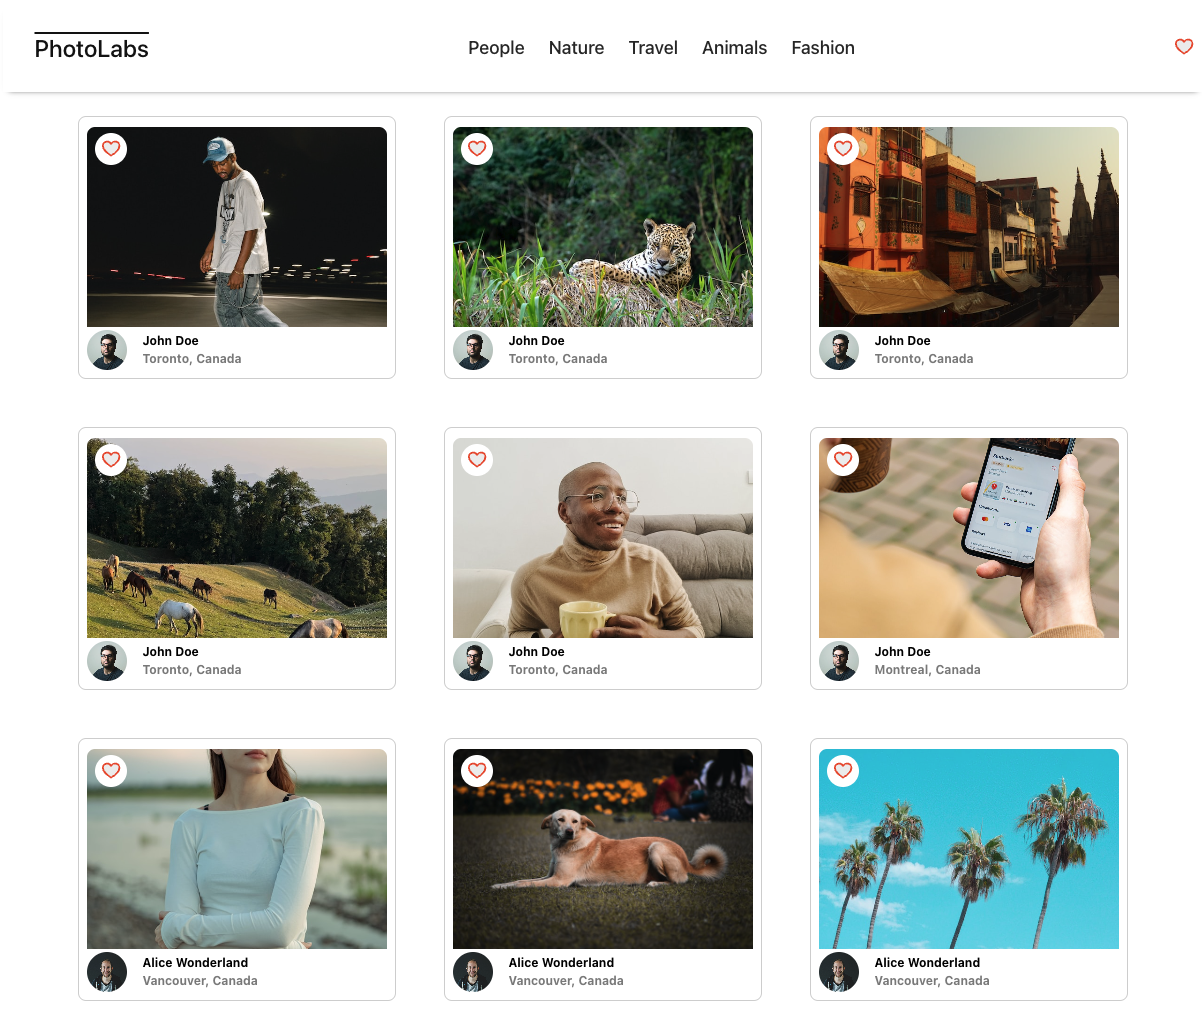 PhotoLabs
People Nature Travel Animals Fashion
John Doe
Toronto, Canada
John Doe
Toronto, Canada
John Doe
Toronto, Canada
John Doe
Toronto, Canada
John Doe
Toronto, Canada
VISA
John Doe
Montreal, Canada
Alice Wonderland
Vancouver, Canada
Alice Wonderland
Vancouver, Canada
Alice Wonderland
Vancouver, Canada